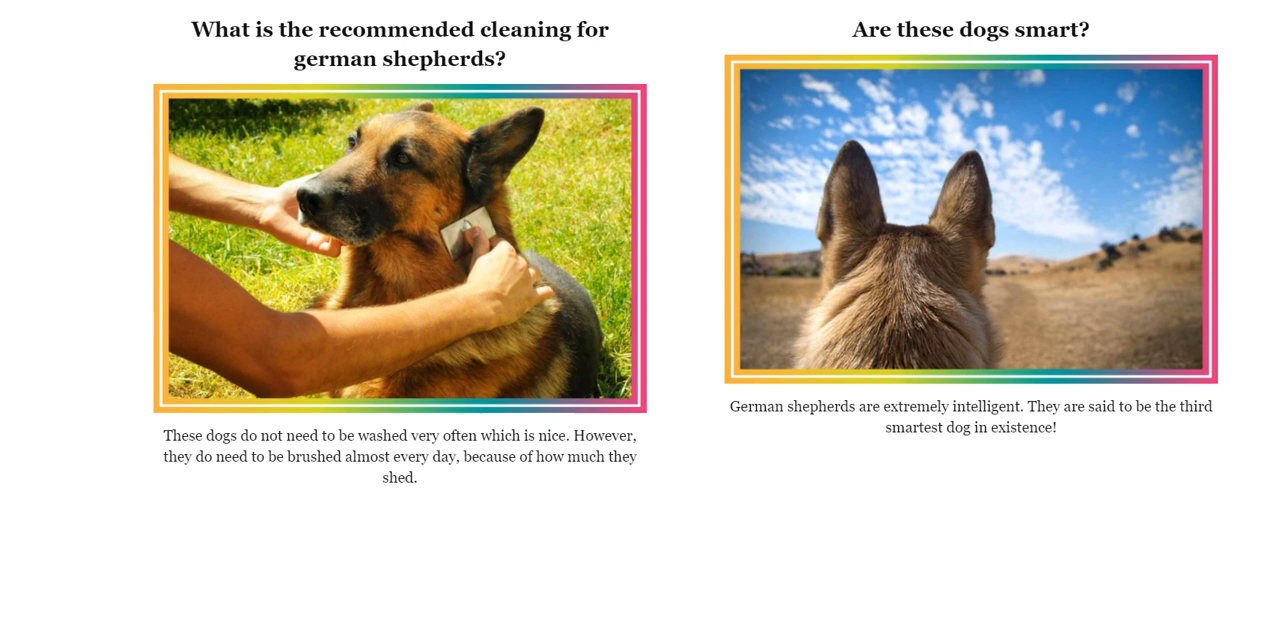 What is the recommended cleaning for
german shepherds?
These dogs do not need to be washed very often which is nice. However,
they do need to be brushed almost every day, because of how much they
shed.
Are these dogs smart?
German shepherds are extremely intelligent. They are said to be the third
smartest dog in existence!